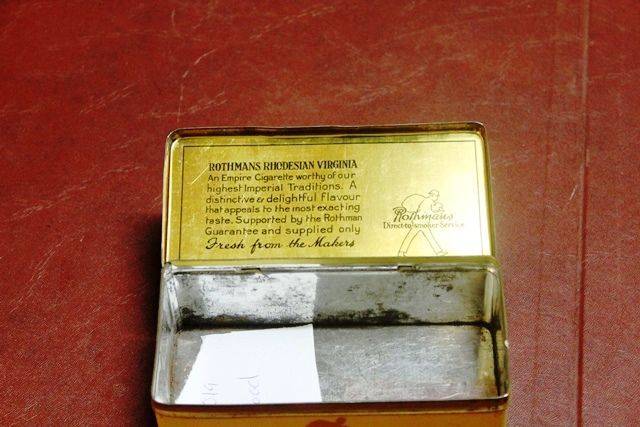 ROTHMANS RHODESIAN VIRGINIA
An Empire Cigarette worthy of our
highest Imperial Traditions. A
distinctive & delightful flavour
that appeals to the most exacting
taste. Supported by the Rothman
Guarantee and supplied only
Fresh from the Makers
Rothmans
Direct-to-smoker-Service